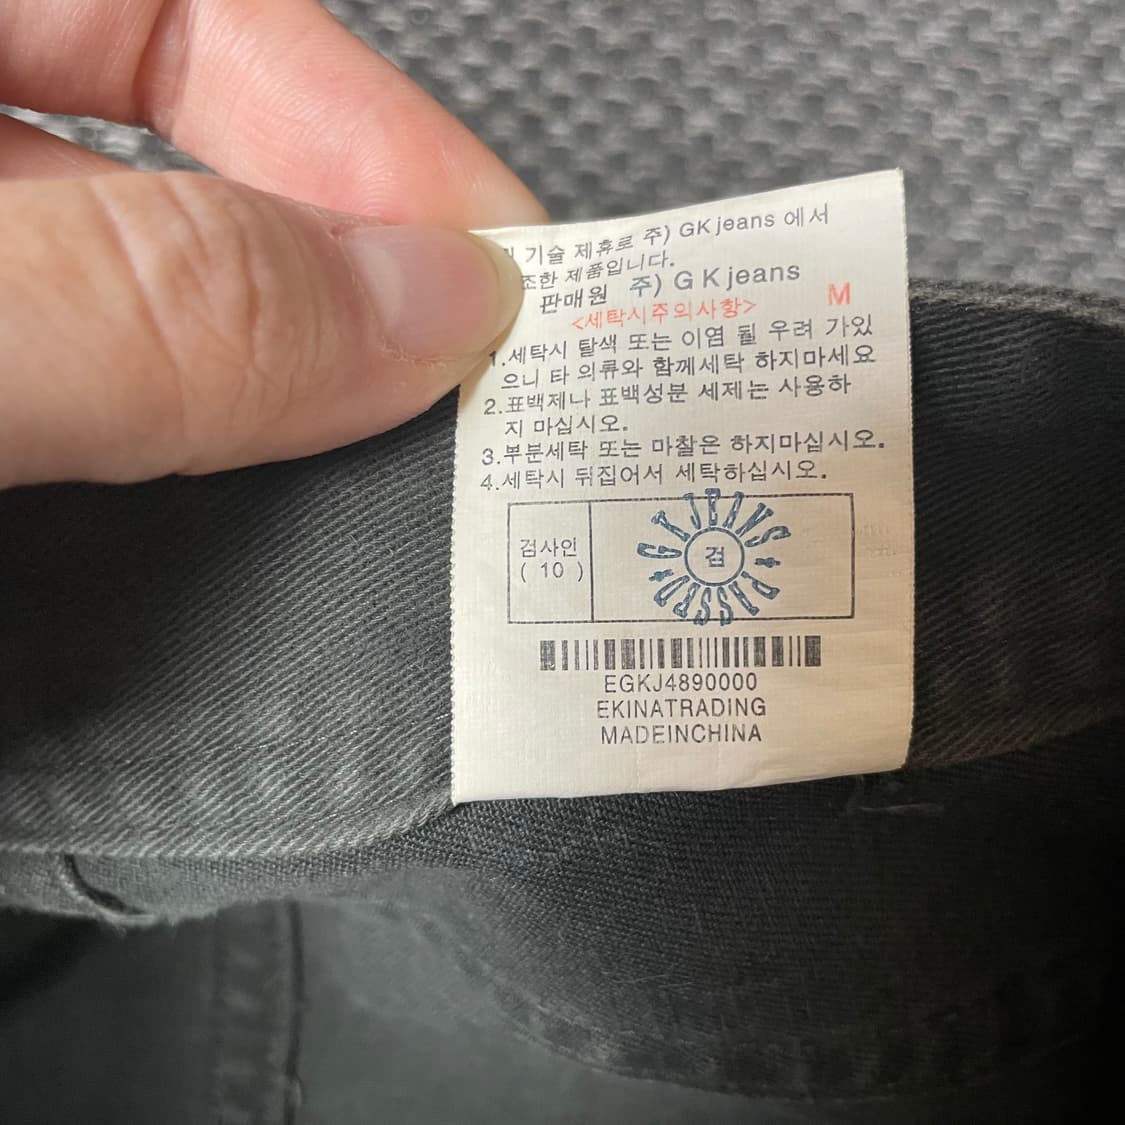 기술 제휴로 주) GK jeans 에서
조한 제품입니다.
판매원 주) G K jeans
<세탁시주의사항> M
1.세탁시 탈색 또는 이염 될 우려 가있
으니 타 의류와 함께세탁 하지마세요
2.표백제나 표백성분 세제는 사용하
지 마십시오.
3.부분세탁 또는 마찰은 하지마십시오.
4.세탁시 뒤집어서 세탁하십시오.
검사인
( 10 )
GK JEANS
검
PASSED
EGKJ4890000
EKINATRADING
MADEINCHINA